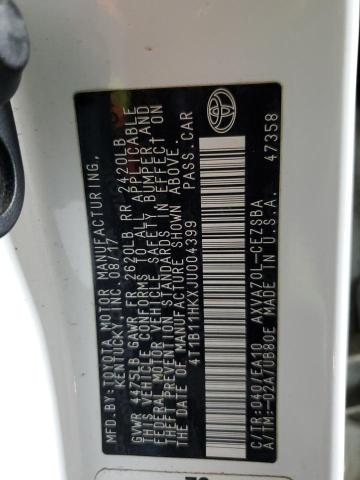 MFD.BY: TOYOTA MOTOR MANUFACTURING,
KENTUCKY, INC. 08/17
GVWR 4475LB GAWR FR 2620LB RR 2420LB
THIS VEHICLE CONFORMS TO ALL APPLICABLE
FEDERAL MOTOR VEHICLE SAFETY, BUMPER, AND
THEFT PREVENTION STANDARDS IN EFFECT ON
THE DATE OF MANUFACTURE SHOWN ABOVE.
4T1B11HKXJU004399 PASS.CAR
C/TR:040/EA10 AXVA70L-CEZSBA
A/TM:-02A/UB80E MADE IN U.S.A. 47358